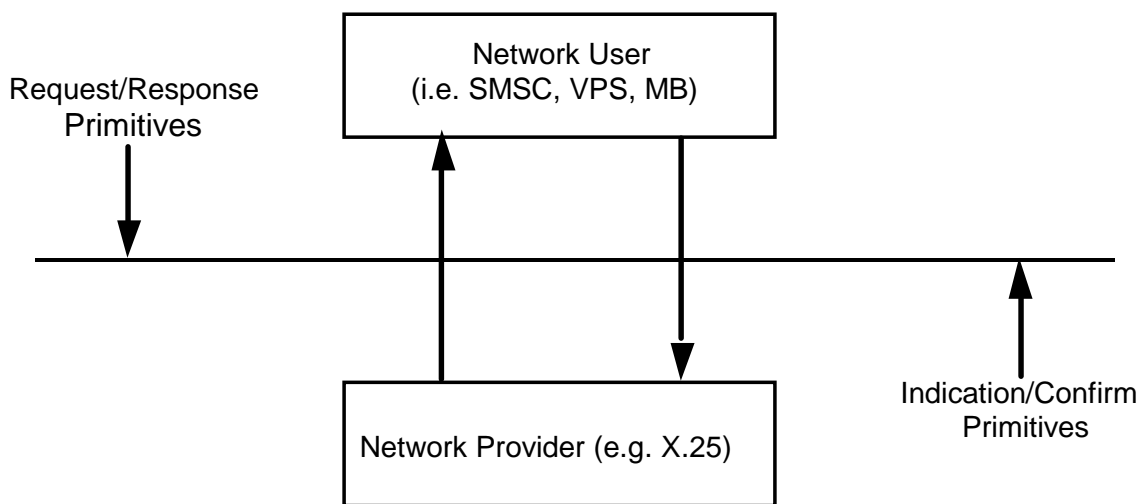 Network User
(i.e. SMSC, VPS, MB)
Request/Response
Primitives
Indication/Confirm
Primitives
Network Provider (e.g. X.25)